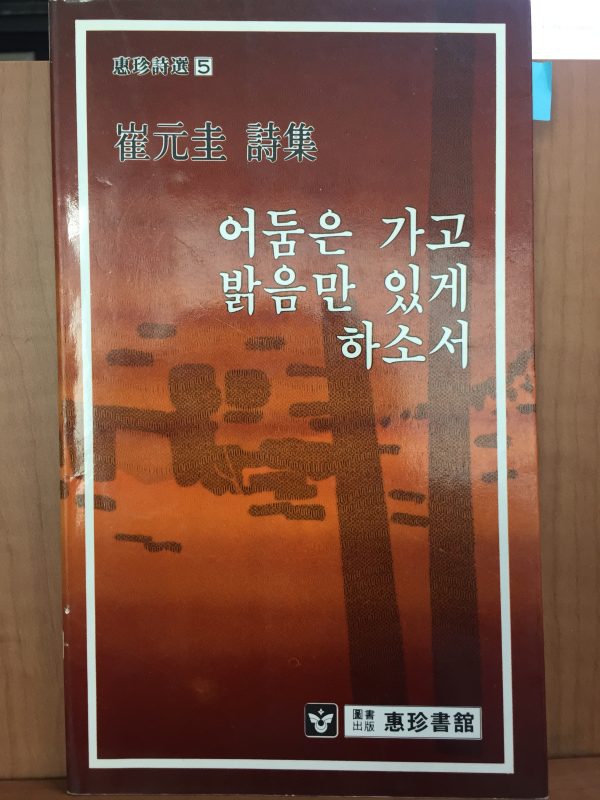 惠珍詩選 5
崔元圭 詩集
어둠은 가고
밝음만 있게
하소서
圖書
出版
惠珍書館